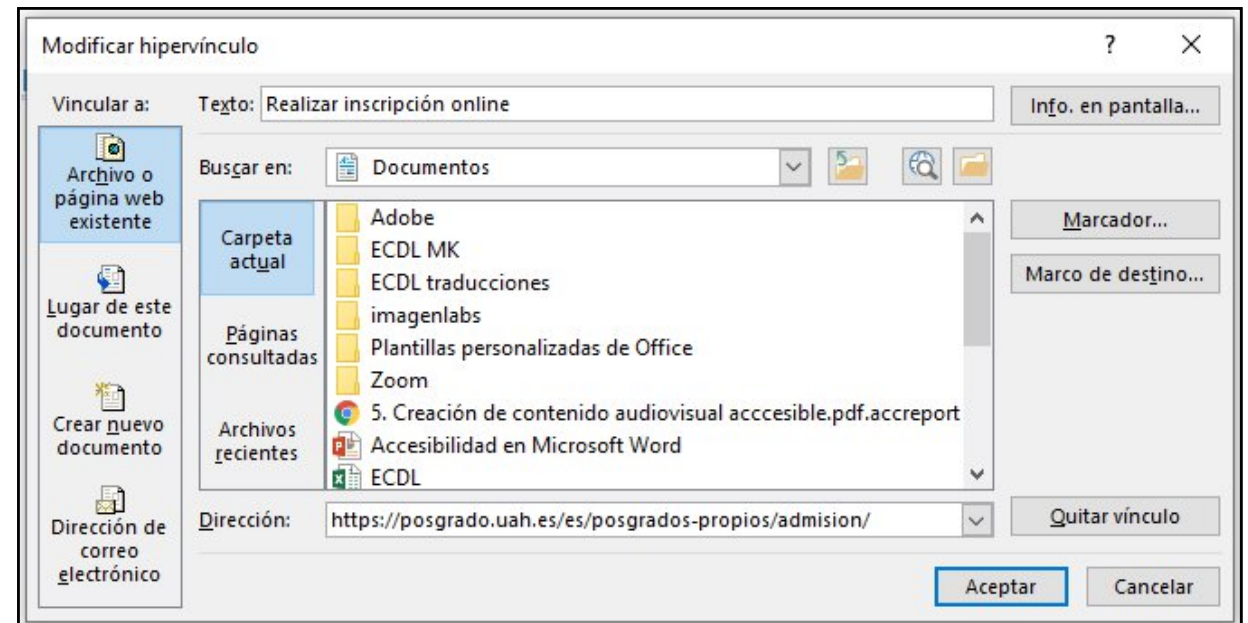 Modificar hipervínculo
?
Vincular a:
Texto: Realizar inscripción online
Info. en pantalla...
Archivo o
página web
existente
Buscar en: Documentos
Carpeta
actual
Páginas
consultadas
Archivos
recientes
Adobe
ECDL MK
ECDL traducciones
imagenlabs
Plantillas personalizadas de Office
Zoom
5. Creación de contenido audiovisual acccesible.pdf.accreport
Accesibilidad en Microsoft Word
ECDL
Marcador...
Marco de destino...
Lugar de este
documento
Crear nuevo
documento
Dirección de
correo
electrónico
Dirección: https://posgrado.uah.es/es/posgrados-propios/admision/
Quitar vínculo
Aceptar
Cancelar